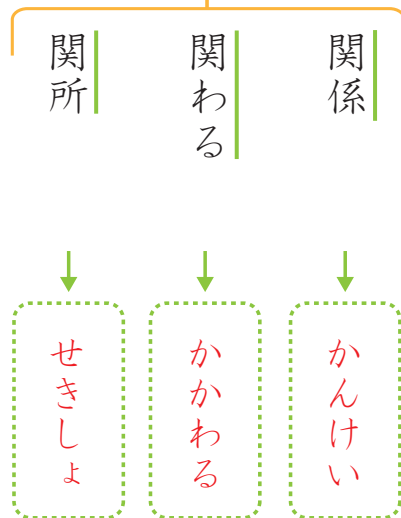 関係
かんけい
関わる
かかわる
関所
せきしょ